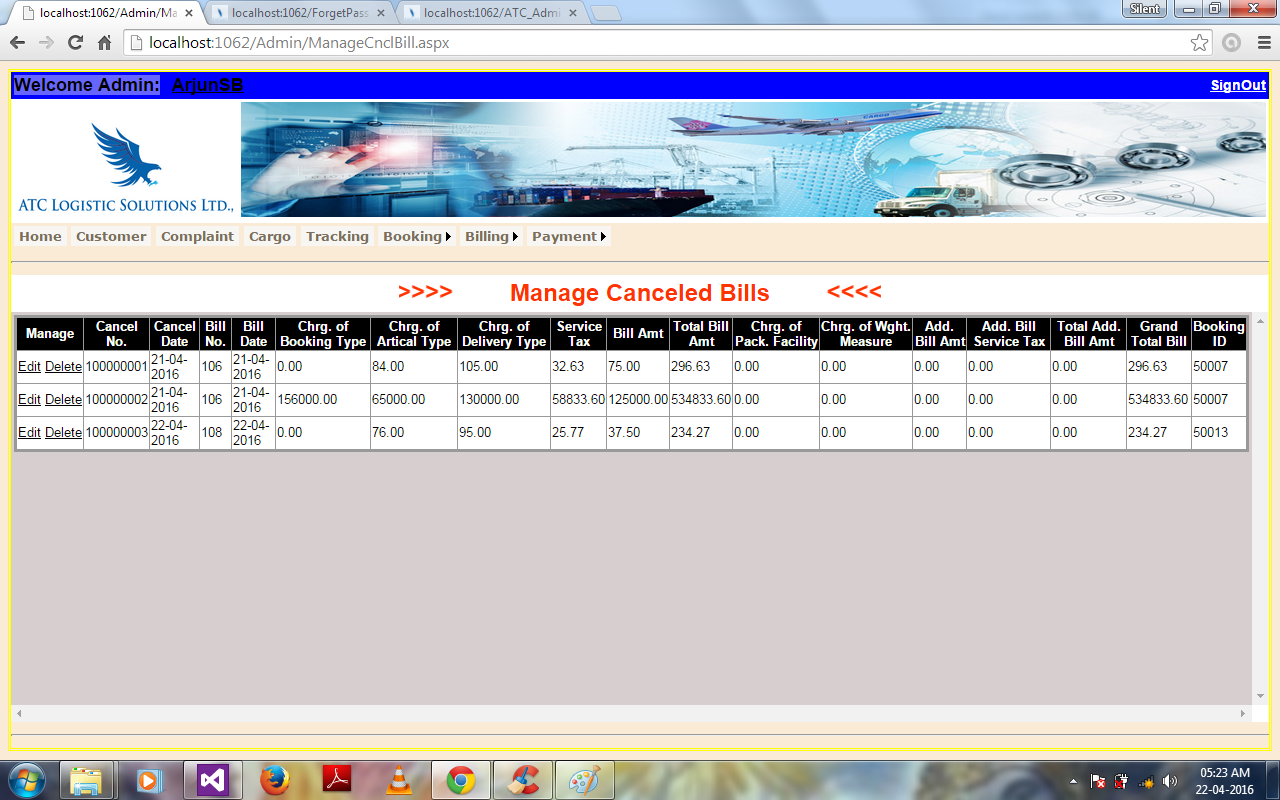 localhost:1062/Admin/Ma
localhost:1062/ForgetPass
localhost:1062/ATC_Admi
Silent
localhost:1062/Admin/ManageCnclBill.aspx
Welcome Admin: ArjunSB
SignOut
CARGO
ATC LOGISTIC SOLUTIONS LTD.,
Home Customer Complaint Cargo Tracking Booking Billing Payment
>>>> Manage Canceled Bills <<<<
Manage Cancel No. Cancel Date Bill No. Bill Date Chrg. of Booking Type Chrg. of Artical Type Chrg. of Delivery Type Service Tax Bill Amt Total Bill Amt Chrg. of Pack. Facility Chrg. of Wght. Measure Add. Bill Amt Add. Bill Service Tax Total Add. Bill Amt Grand Total Bill Booking ID
Edit Delete 100000001 21-04-2016 106 21-04-2016 0.00 84.00 105.00 32.63 75.00 296.63 0.00 0.00 0.00 0.00 0.00 296.63 50007
Edit Delete 100000002 21-04-2016 106 21-04-2016 156000.00 65000.00 130000.00 58833.60 125000.00 534833.60 0.00 0.00 0.00 0.00 0.00 534833.60 50007
Edit Delete 100000003 22-04-2016 108 22-04-2016 0.00 76.00 95.00 25.77 37.50 234.27 0.00 0.00 0.00 0.00 0.00 234.27 50013
05:23 AM
22-04-2016